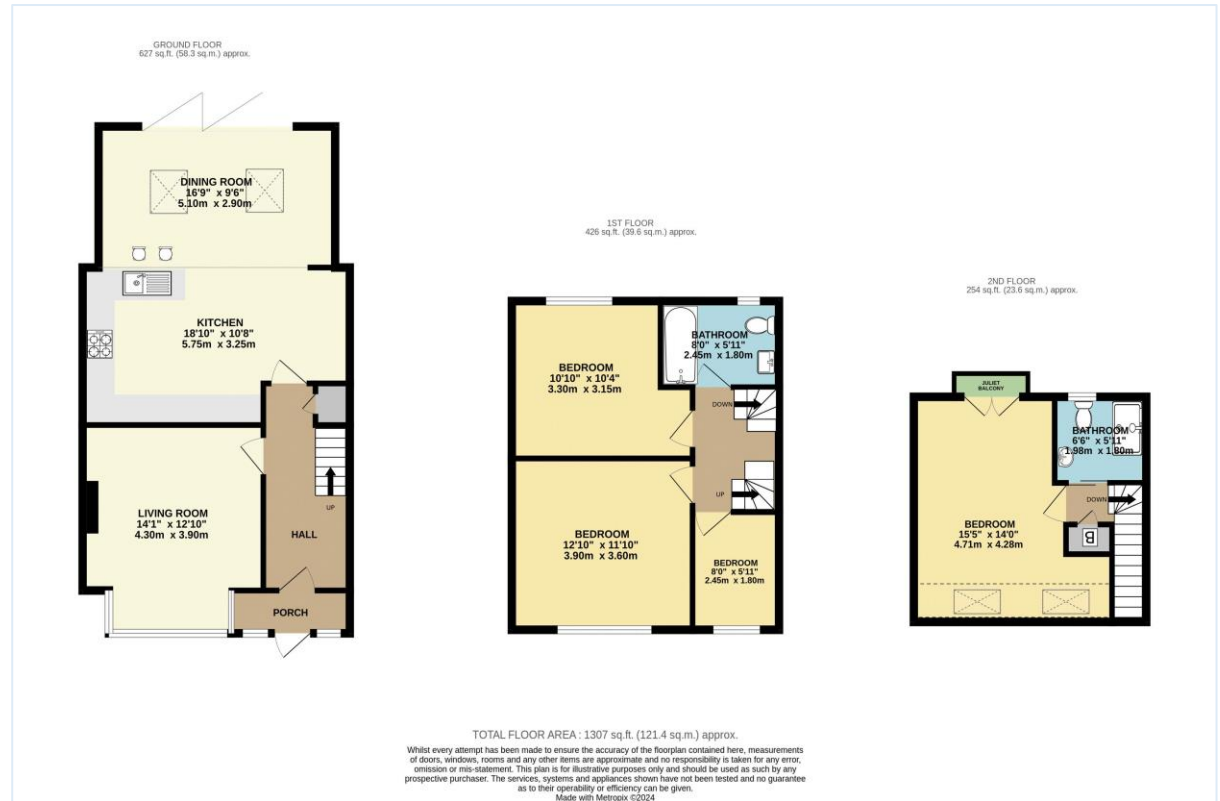 GROUND FLOOR
627 sq.ft. (58.3 sq.m.) approx.
DINING ROOM
16'9" x 9'6"
5.10m x 2.90m
KITCHEN
18'10" x 10'8"
5.75m x 3.25m
LIVING ROOM
14'1" x 12'10"
4.30m x 3.90m
UP
HALL
PORCH
1ST FLOOR
426 sq.ft. (39.6 sq.m.) approx.
BATHROOM
8'0" x 5'11"
2.45m x 1.80m
BEDROOM
10'10" x 10'4"
3.30m x 3.15m
DOWN
UP
BEDROOM
12'10" x 11'10"
3.90m x 3.60m
BEDROOM
8'0" x 5'11"
2.45m x 1.80m
2ND FLOOR
254 sq.ft. (23.6 sq.m.) approx.
JULIET
BALCONY
BATHROOM
6'6" x 5'11"
1.98m x 1.80m
DOWN
B
BEDROOM
15'5" x 14'0"
4.71m x 4.28m
TOTAL FLOOR AREA : 1307 sq.ft. (121.4 sq.m.) approx.
Whilst every attempt has been made to ensure the accuracy of the floorplan contained here, measurements
of doors, windows, rooms and any other items are approximate and no responsibility is taken for any error,
omission or mis-statement. This plan is for illustrative purposes only and should be used as such by any
prospective purchaser. The services, systems and appliances shown have not been tested and no guarantee
as to their operability or efficiency can be given.
Made with Metropix ©2024